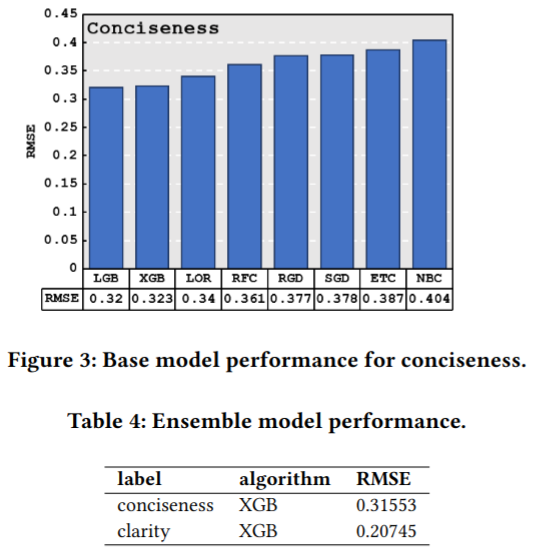 0.45
Conciseness
0.4
0.35
0.3
0.25
RMSE
0.2
0.15
0.1
0.05
0
LGB XGB LOR RFC RGD SGD ETC NBC
RMSE 0.32 0.323 0.34 0.361 0.377 0.378 0.387 0.404
Figure 3: Base model performance for conciseness.
Table 4: Ensemble model performance.
label algorithm RMSE
conciseness XGB 0.31553
clarity XGB 0.20745